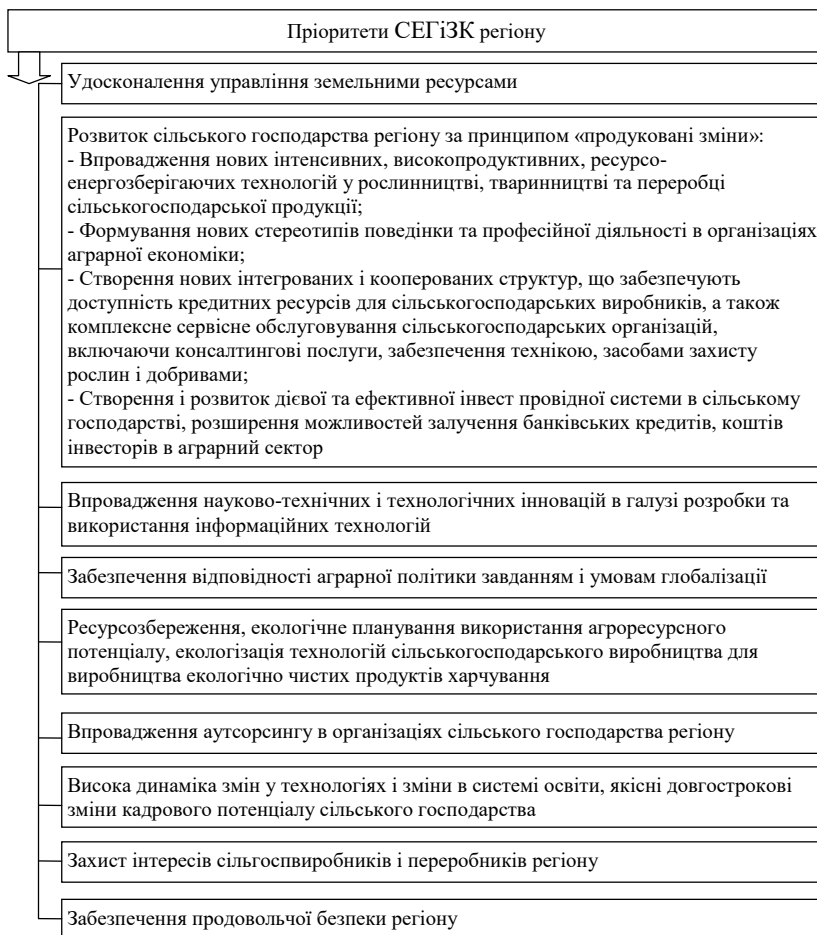 Пріоритети СЕГіЗК регіону
Удосконалення управління земельними ресурсами
Розвиток сільського господарства регіону за принципом «продуковані зміни»:
- Впровадження нових інтенсивних, високопродуктивних, ресурсо-
енергозберігаючих технологій у рослинництві, тваринництві та переробці
сільськогосподарської продукції;
- Формування нових стереотипів поведінки та професійної діяльності в організаціях
аграрної економіки;
- Створення нових інтегрованих і кооперованих структур, що забезпечують
доступність кредитних ресурсів для сільськогосподарських виробників, а також
комплексне сервісне обслуговування сільськогосподарських організацій,
включаючи консалтингові послуги, забезпечення технікою, засобами захисту
рослин і добривами;
- Створення і розвиток дієвої та ефективної інвест провідної системи в сільському
господарстві, розширення можливостей залучення банківських кредитів, коштів
інвесторів в аграрний сектор
Впровадження науково-технічних і технологічних інновацій в галузі розробки та
використання інформаційних технологій
Забезпечення відповідності аграрної політики завданням і умовам глобалізації
Ресурсозбереження, екологічне планування використання агроресурсного
потенціалу, екологізація технологій сільськогосподарського виробництва для
виробництва екологічно чистих продуктів харчування
Впровадження аутсорсингу в організаціях сільського господарства регіону
Висока динаміка змін у технологіях і зміни в системі освіти, якісні довгострокові
зміни кадрового потенціалу сільського господарства
Захист інтересів сільгоспвиробників і переробників регіону
Забезпечення продовольчої безпеки регіону